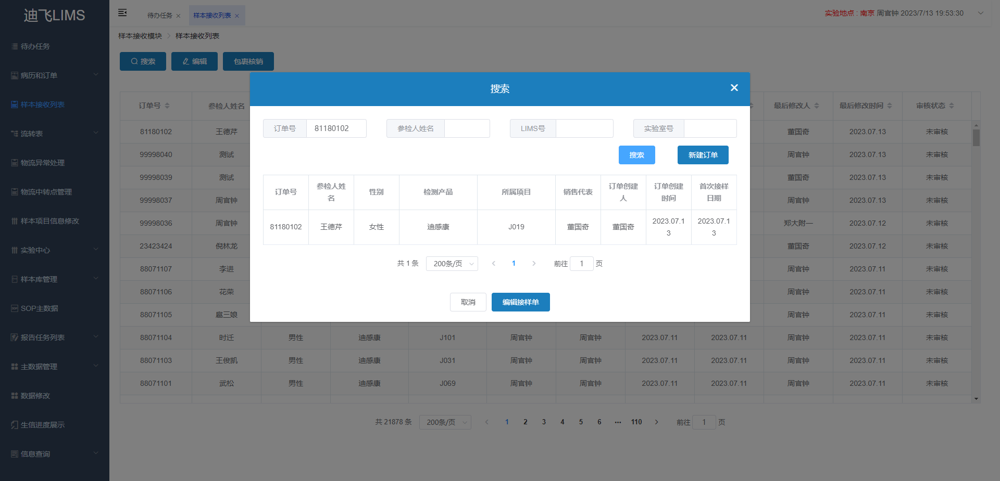 迪飞LIMS
待办任务
样本接收列表
实验地点 : 南京 周官钟 2023/7/13 19:53:30
样本接收模块 > 样本接收列表
搜索
编辑
包裹核销
待办任务
病历和订单
样本接收列表
流转表
物流异常处理
物流中转点管理
样本项目信息修改
实验中心
样本库管理
SOP主数据
报告任务列表
主数据管理
数据修改
生信进度展示
信息查询
搜索
订单号 81180102 参检人姓名 LIMS号 实验室号
搜索 新建订单
订单号 参检人姓名 性别 检测产品 所属项目 销售代表 订单创建人 订单创建时间 首次接样日期
81180102 王德芹 女性 迪感康 J019 董国奇 董国奇 2023.07.13 2023.07.13
共 1 条 200条/页 1 前往 1 页
取消 编辑接样单
订单号 参检人姓名 最后修改人 最后修改时间 审核状态
81180102 王德芹 董国奇 2023.07.13 未审核
99998040 测试 周官钟 2023.07.13 未审核
99998039 测试 董国奇 2023.07.13 未审核
99998037 周官钟 周官钟 2023.07.13 未审核
99998036 周官钟 郑大附一 2023.07.12 未审核
23423424 倪林龙 董国奇 2023.07.12 未审核
88071107 李进 周官钟 2023.07.11 未审核
88071106 花荣 周官钟 2023.07.11 未审核
88071105 扈三娘 周官钟 2023.07.11 未审核
88071104 时迁 男性 迪感康 J101 周官钟 周官钟 2023.07.11 2023.07.11 周官钟 2023.07.11 未审核
88071103 王俊凯 男性 迪感康 J031 周官钟 周官钟 2023.07.11 2023.07.11 周官钟 2023.07.11 未审核
88071101 武松 男性 迪感康 J069 周官钟 周官钟 2023.07.11 2023.07.11 周官钟 2023.07.11 未审核
共 21878 条 200条/页 1 2 3 4 5 6 ··· 110 前往 1 页